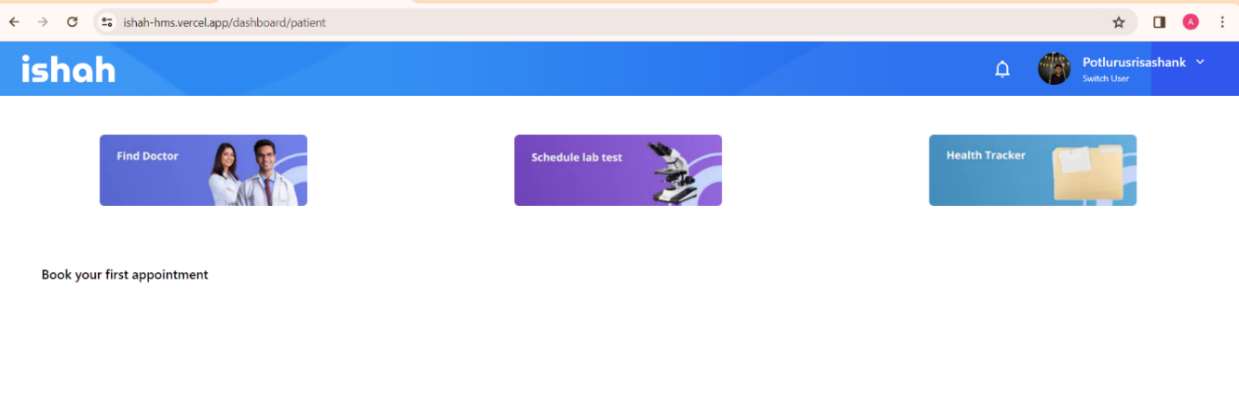 ishah-hms.vercel.app/dashboard/patient
A
ishah
Potlurusrisashank
Switch User
Find Doctor
Schedule lab test
Health Tracker
Book your first appointment